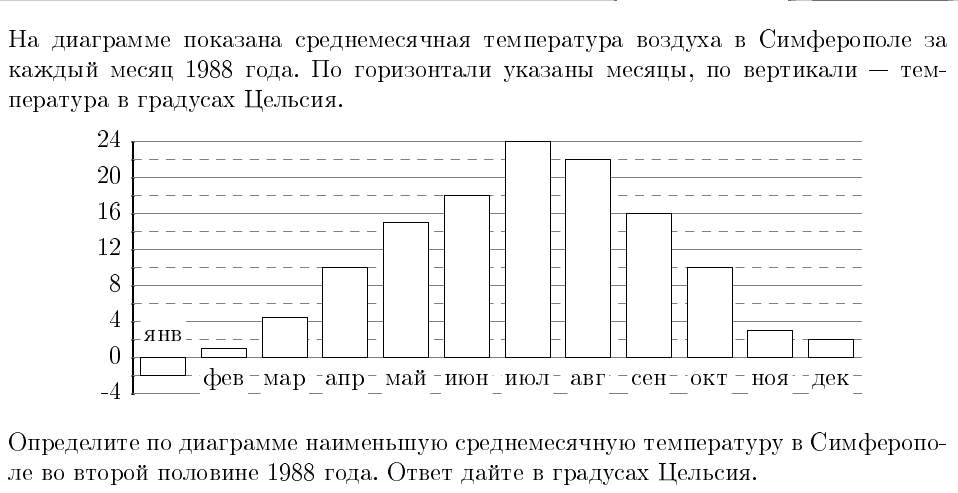 На диаграмме показана среднемесячная температура воздуха в Симферополе за
каждый месяц 1988 года. По горизонтали указаны месяцы, по вертикали — тем-
пература в градусах Цельсия.
24
20
16
12
8
4
янв
0
фев мар апр май июн июл авг сен окт ноя дек
-4
Определите по диаграмме наименьшую среднемесячную температуру в Симферопо-
ле во второй половине 1988 года. Ответ дайте в градусах Цельсия.